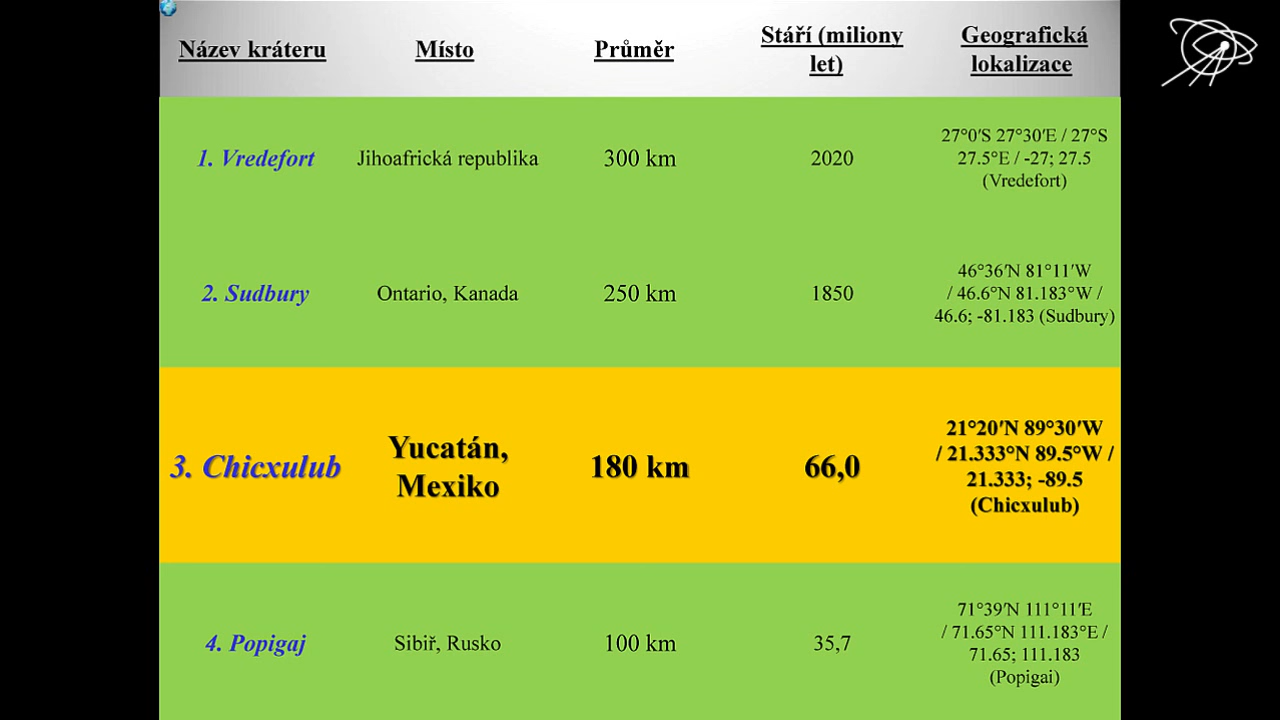 Název kráteru
Místo
Průměr
Stáří (miliony
let)
Geografická
lokalizace
1. Vredefort
Jihoafrická republika
300 km
2020
27°0′S 27°30′E / 27°S
27.5°E / -27; 27.5
(Vredefort)
2. Sudbury
Ontario, Kanada
250 km
1850
46°36′N 81°11′W
/ 46.6°N 81.183°W /
46.6; -81.183 (Sudbury)
3. Chicxulub
Yucatán,
Mexiko
180 km
66,0
21°20′N 89°30′W
/ 21.333°N 89.5°W /
21.333; -89.5
(Chicxulub)
4. Popigaj
Sibiř, Rusko
100 km
35,7
71°39′N 111°11′E
/ 71.65°N 111.183°E /
71.65; 111.183
(Popigai)